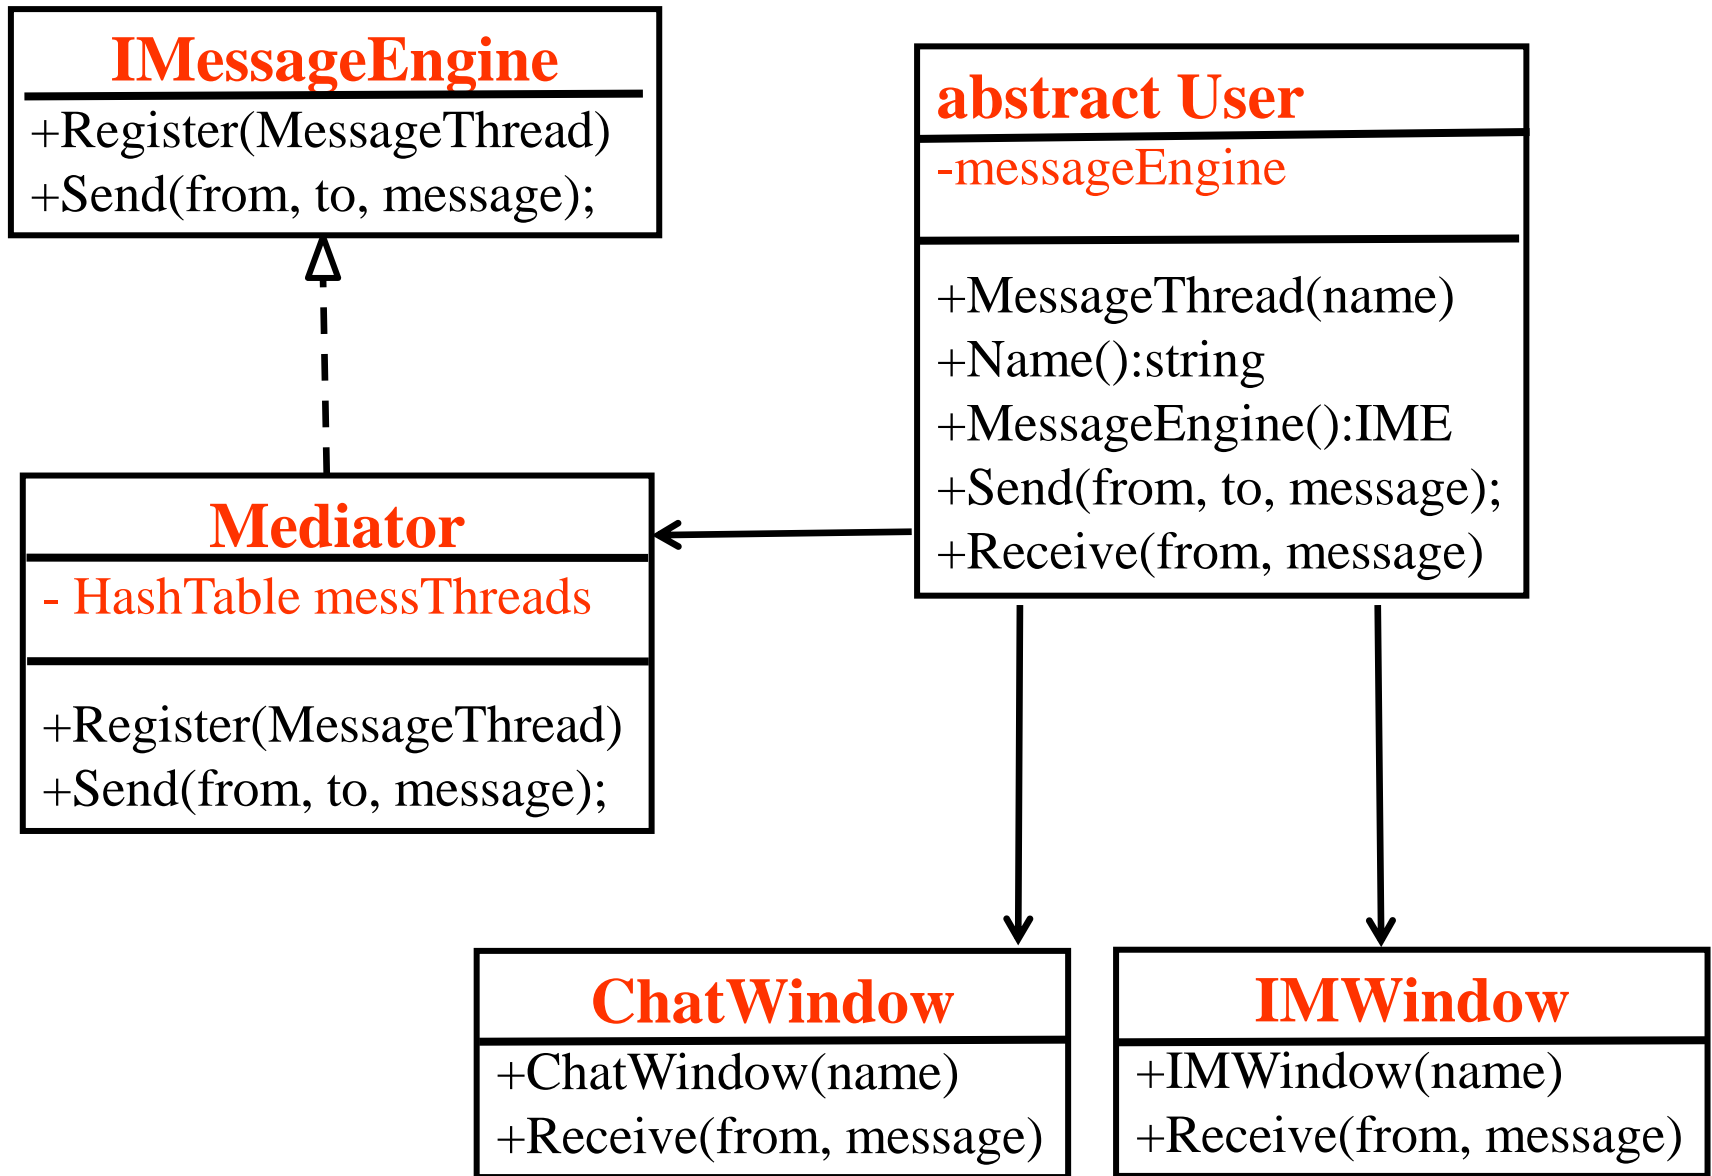 IMessageEngine
+Register(MessageThread)
+Send(from, to, message);
abstract User
-messageEngine
+MessageThread(name)
+Name():string
+MessageEngine():IME
+Send(from, to, message);
+Receive(from, message)
Mediator
- HashTable messThreads
+Register(MessageThread)
+Send(from, to, message);
ChatWindow
+ChatWindow(name)
+Receive(from, message)
IMWindow
+IMWindow(name)
+Receive(from, message)